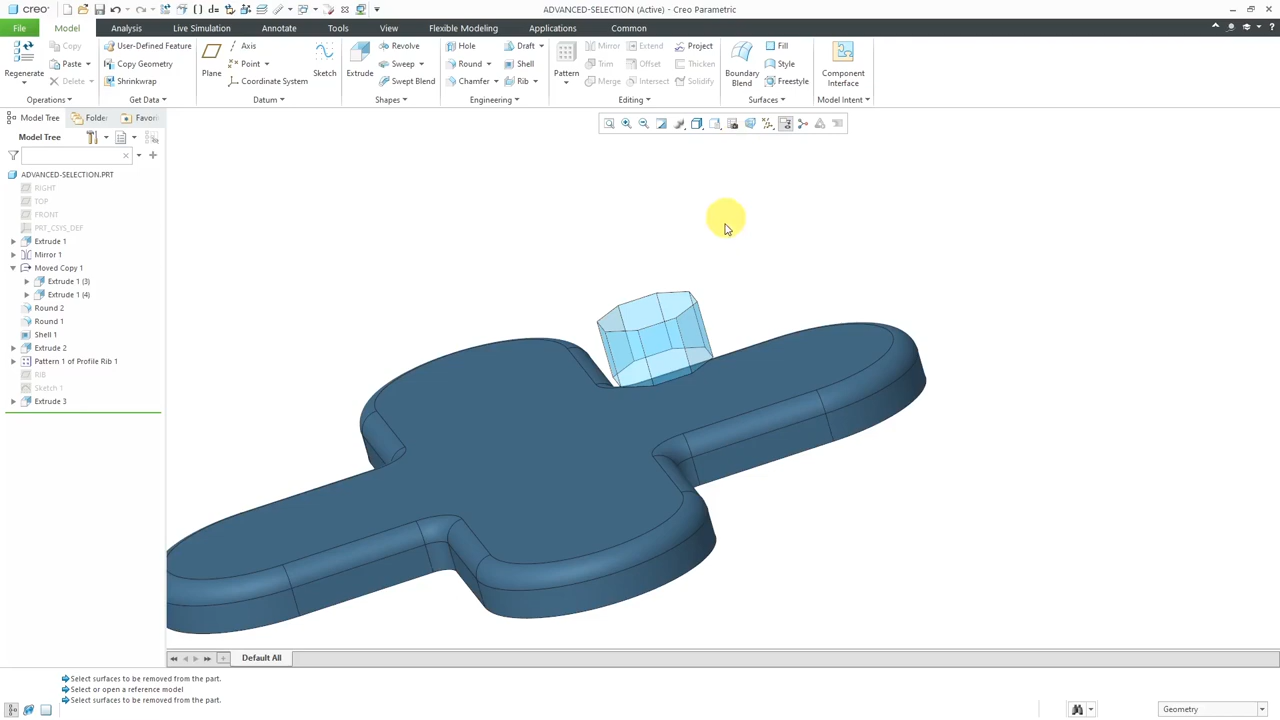 creo
ADVANCED-SELECTION (Active) - Creo Parametric
File Model Analysis Live Simulation Annotate Tools View Flexible Modeling Applications Common
Regenerate
Copy
Paste
Delete
Operations
User-Defined Feature
Copy Geometry
Shrinkwrap
Get Data
Plane
Axis
Point
Coordinate System
Sketch
Datum
Extrude
Revolve
Sweep
Swept Blend
Shapes
Hole
Round
Chamfer
Draft
Shell
Rib
Engineering
Pattern
Mirror
Trim
Merge
Extend
Offset
Intersect
Project
Thicken
Solidify
Editing
Boundary
Blend
Fill
Style
Freestyle
Surfaces
Component
Interface
Model Intent
Model Tree Folder Favori
Model Tree
ADVANCED-SELECTION.PRT
RIGHT
TOP
FRONT
PRT_CSYS_DEF
Extrude 1
Mirror 1
Moved Copy 1
Extrude 1 (3)
Extrude 1 (4)
Round 2
Round 1
Shell 1
Extrude 2
Pattern 1 of Profile Rib 1
RIB
Sketch 1
Extrude 3
Default All
Select surfaces to be removed from the part.
Select or open a reference model
Select surfaces to be removed from the part.
Geometry